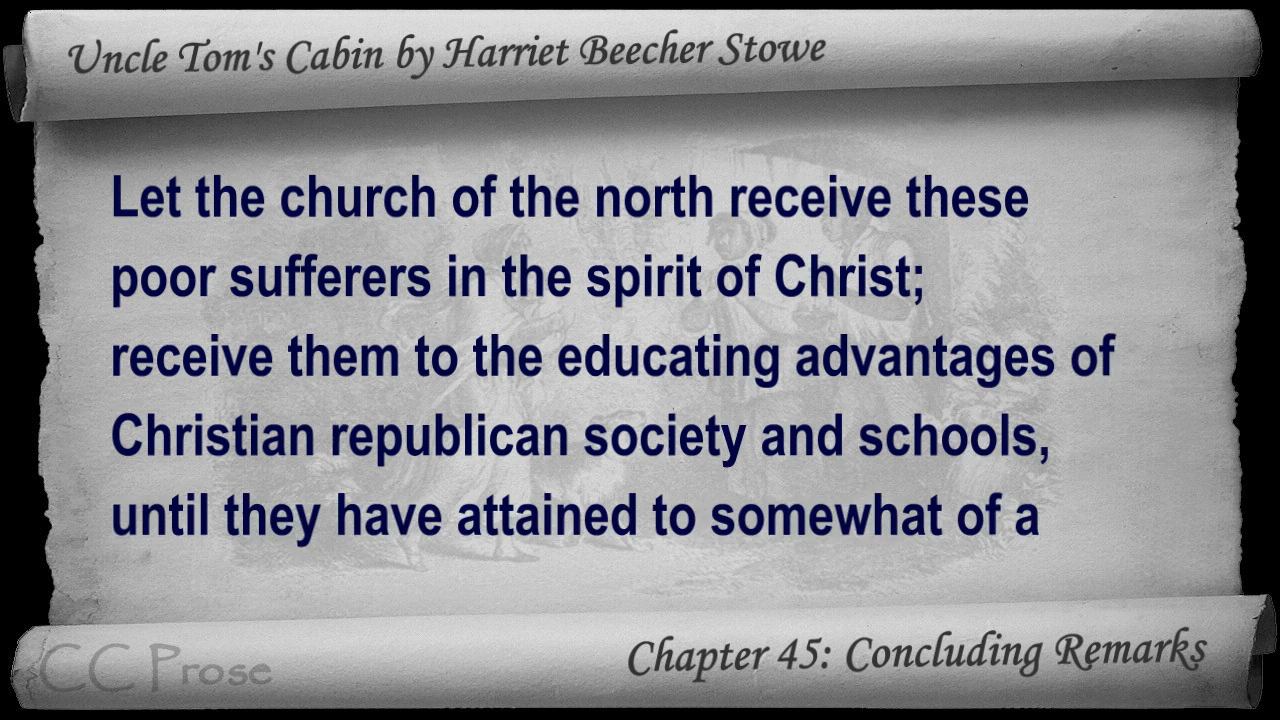 Uncle Tom's Cabin by Harriet Beecher Stowe
Let the church of the north receive these
poor sufferers in the spirit of Christ;
receive them to the educating advantages of
Christian republican society and schools,
until they have attained to somewhat of a
CC Prose
Chapter 45: Concluding Remarks